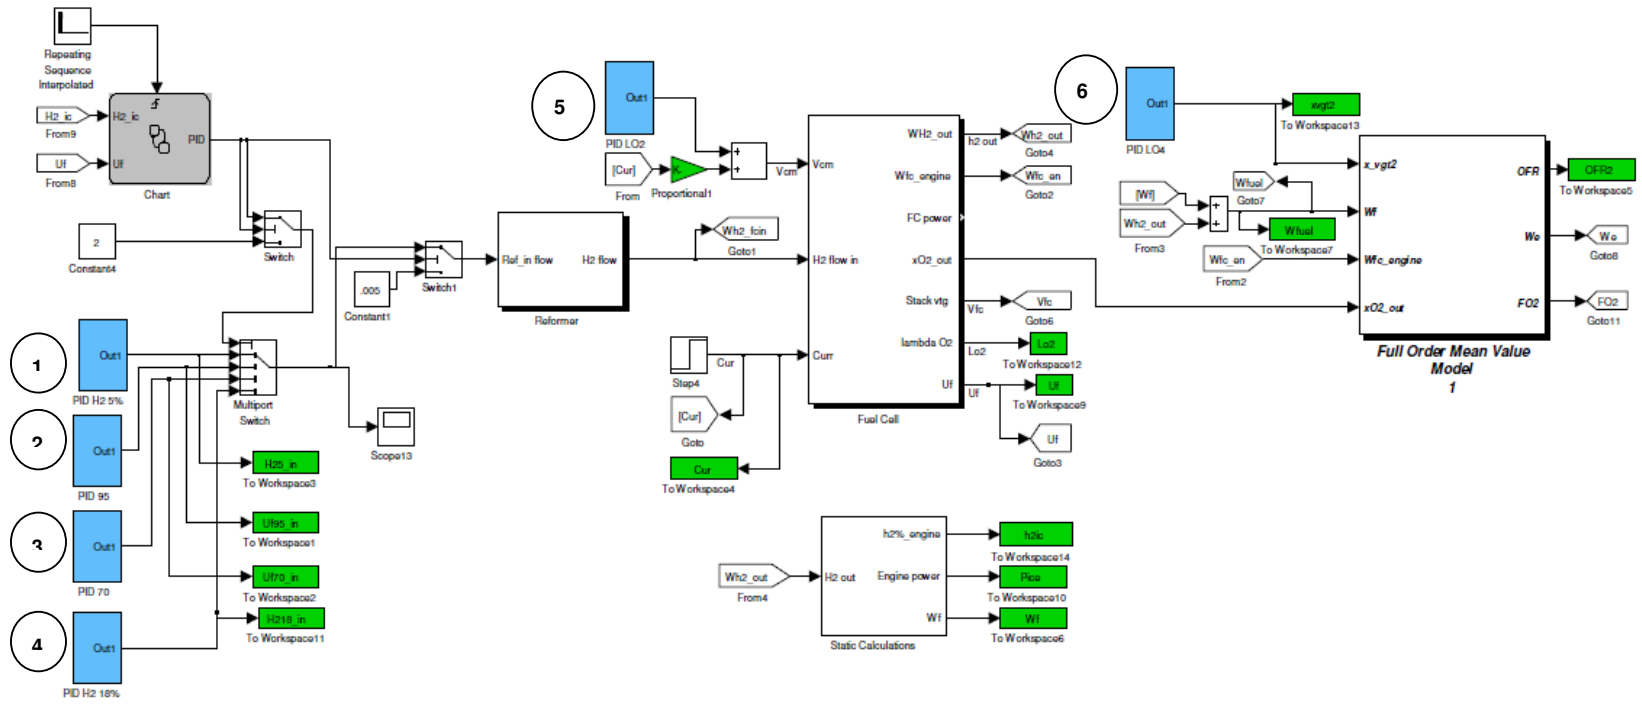 Repeating
Sequence
Interpolated
H2_ic
From9
Uf
From8
H2_ic
Uf
PID
Chart
2
Constant4
Switch
.005
Constant1
Switch1
Ref_in flow
H2 flow
Reformer
Wh2_fcin
Goto1
1
Out1
PID H2 5%
2
Out1
PID 95
3
Out1
PID 70
4
Out1
PID H2 18%
Multiport
Switch
Scope13
H25_in
To Workspace3
Uf95_in
To Workspace1
Uf70_in
To Workspace2
H218_in
To Workspace11
5
Out1
PID LO2
[Cur]
From
K-
Proportional1
+
+
Vcm
Step4
Cur
[Cur]
Goto
Cur
To Workspace4
Vcm
H2 flow in
Curr
WH2_out
Wfc_engine
FC power
xO2_out
Stack vtg
lambda O2
Uf
Fuel Cell
h2 out
Wh2_out
Goto4
Wfc_en
Goto2
Vfc
Vfc
Goto6
Lo2
Lo2
To Workspace12
Uf
Uf
To Workspace9
Uf
Goto3
Wh2_out
From4
H2 out
h2%_engine
Engine power
Wf
Static Calculations
h2ic
To Workspace14
Pice
To Workspace10
Wf
To Workspace6
6
Out1
PID LO4
xvgt2
To Workspace13
[Wf]
Wh2_out
From3
+
+
Wfuel
Goto7
Wfuel
To Workspace7
Wfc_en
From2
x_vgt2
Wf
Wfc_engine
xO2_out
OFR
We
FO2
Full Order Mean Value
Model
1
OFR2
To Workspace5
We
Goto8
FO2
Goto11